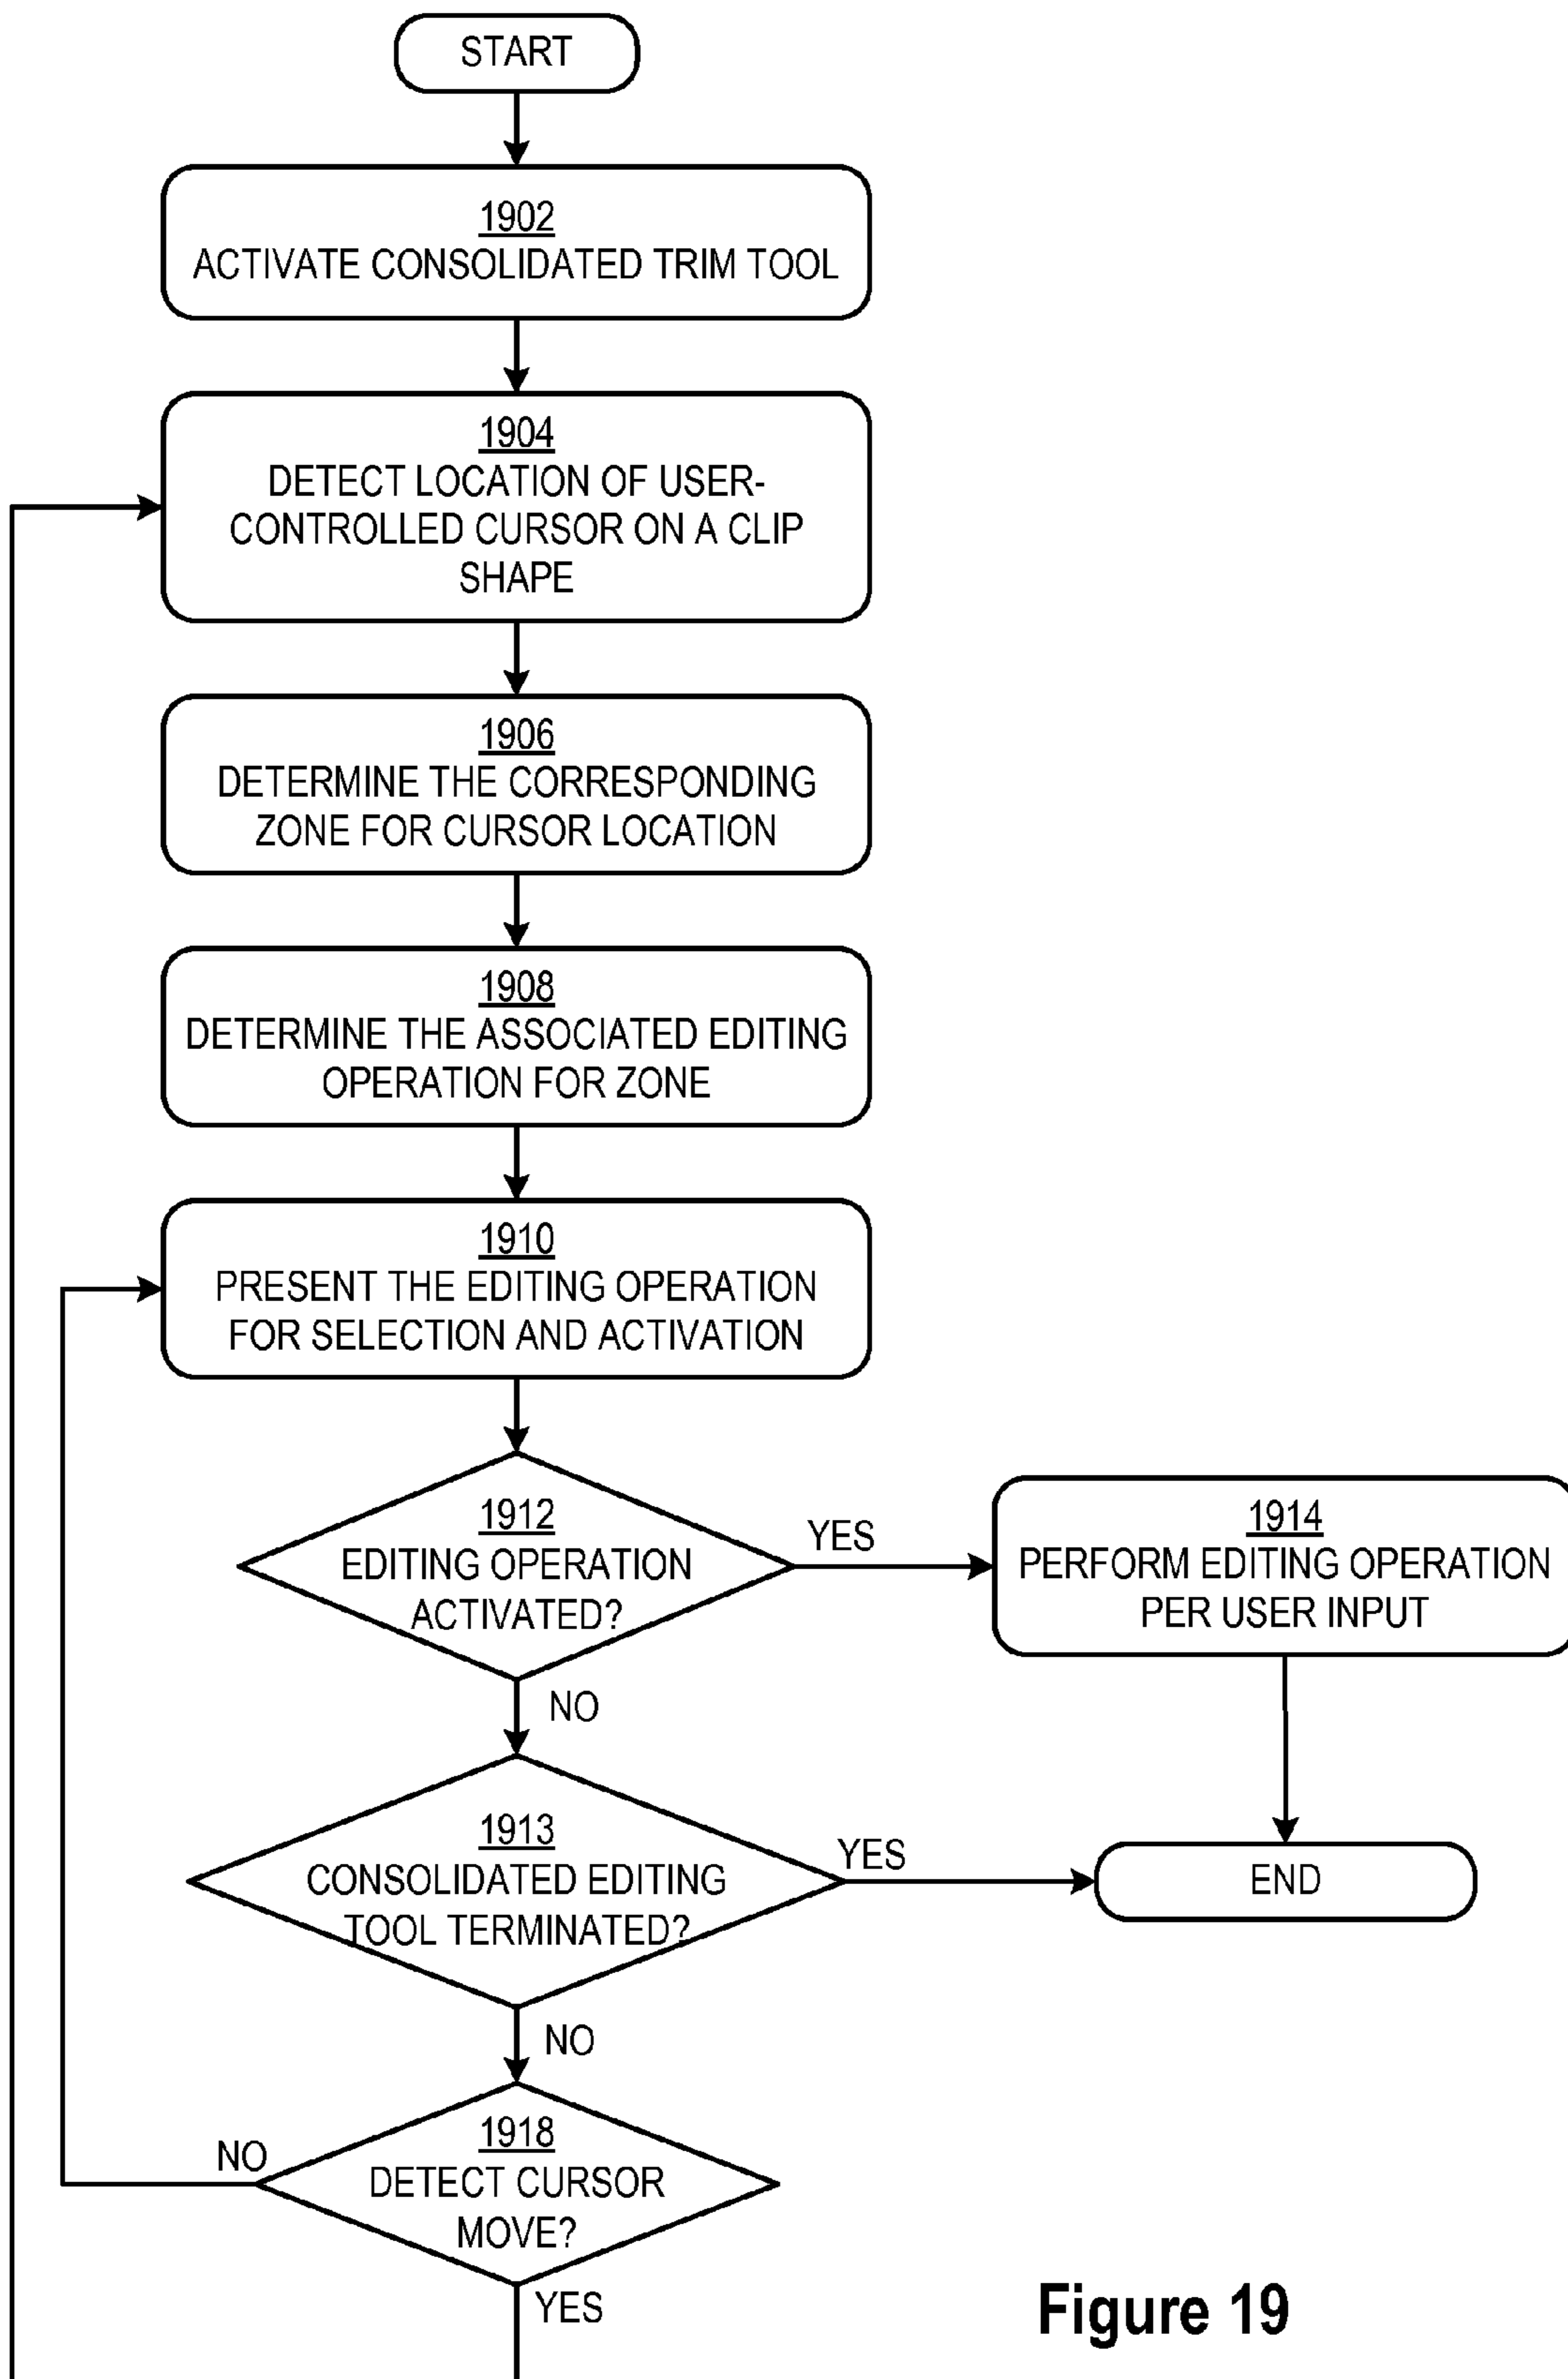 START
1902
ACTIVATE CONSOLIDATED TRIM TOOL
1904
DETECT LOCATION OF USER-
CONTROLLED CURSOR ON A CLIP
SHAPE
1906
DETERMINE THE CORRESPONDING
ZONE FOR CURSOR LOCATION
1908
DETERMINE THE ASSOCIATED EDITING
OPERATION FOR ZONE
1910
PRESENT THE EDITING OPERATION
FOR SELECTION AND ACTIVATION
1912
EDITING OPERATION
ACTIVATED?
YES
1914
PERFORM EDITING OPERATION
PER USER INPUT
NO
1913
CONSOLIDATED EDITING
TOOL TERMINATED?
YES
END
NO
1918
DETECT CURSOR
MOVE?
NO
YES
Figure 19